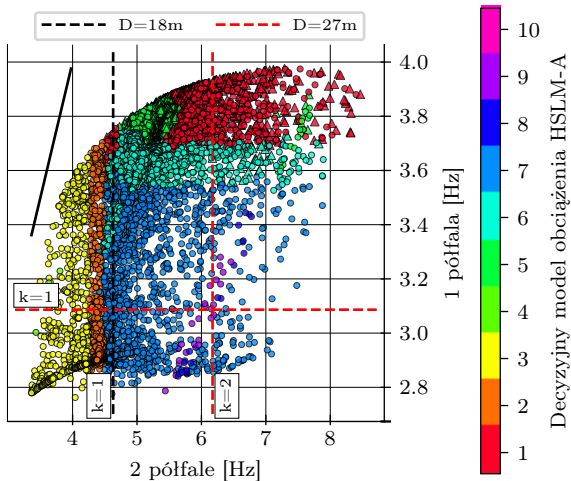 D=18m
D=27m
10
9
8
7
6
5
4
3
2
1
Decyzyjny model obciążenia HSLM-A
4.0
3.8
3.6
3.4
3.2
3.0
2.8
1 półfala [Hz]
k=1
k=1
k=2
4
5
6
7
8
2 półfale [Hz]